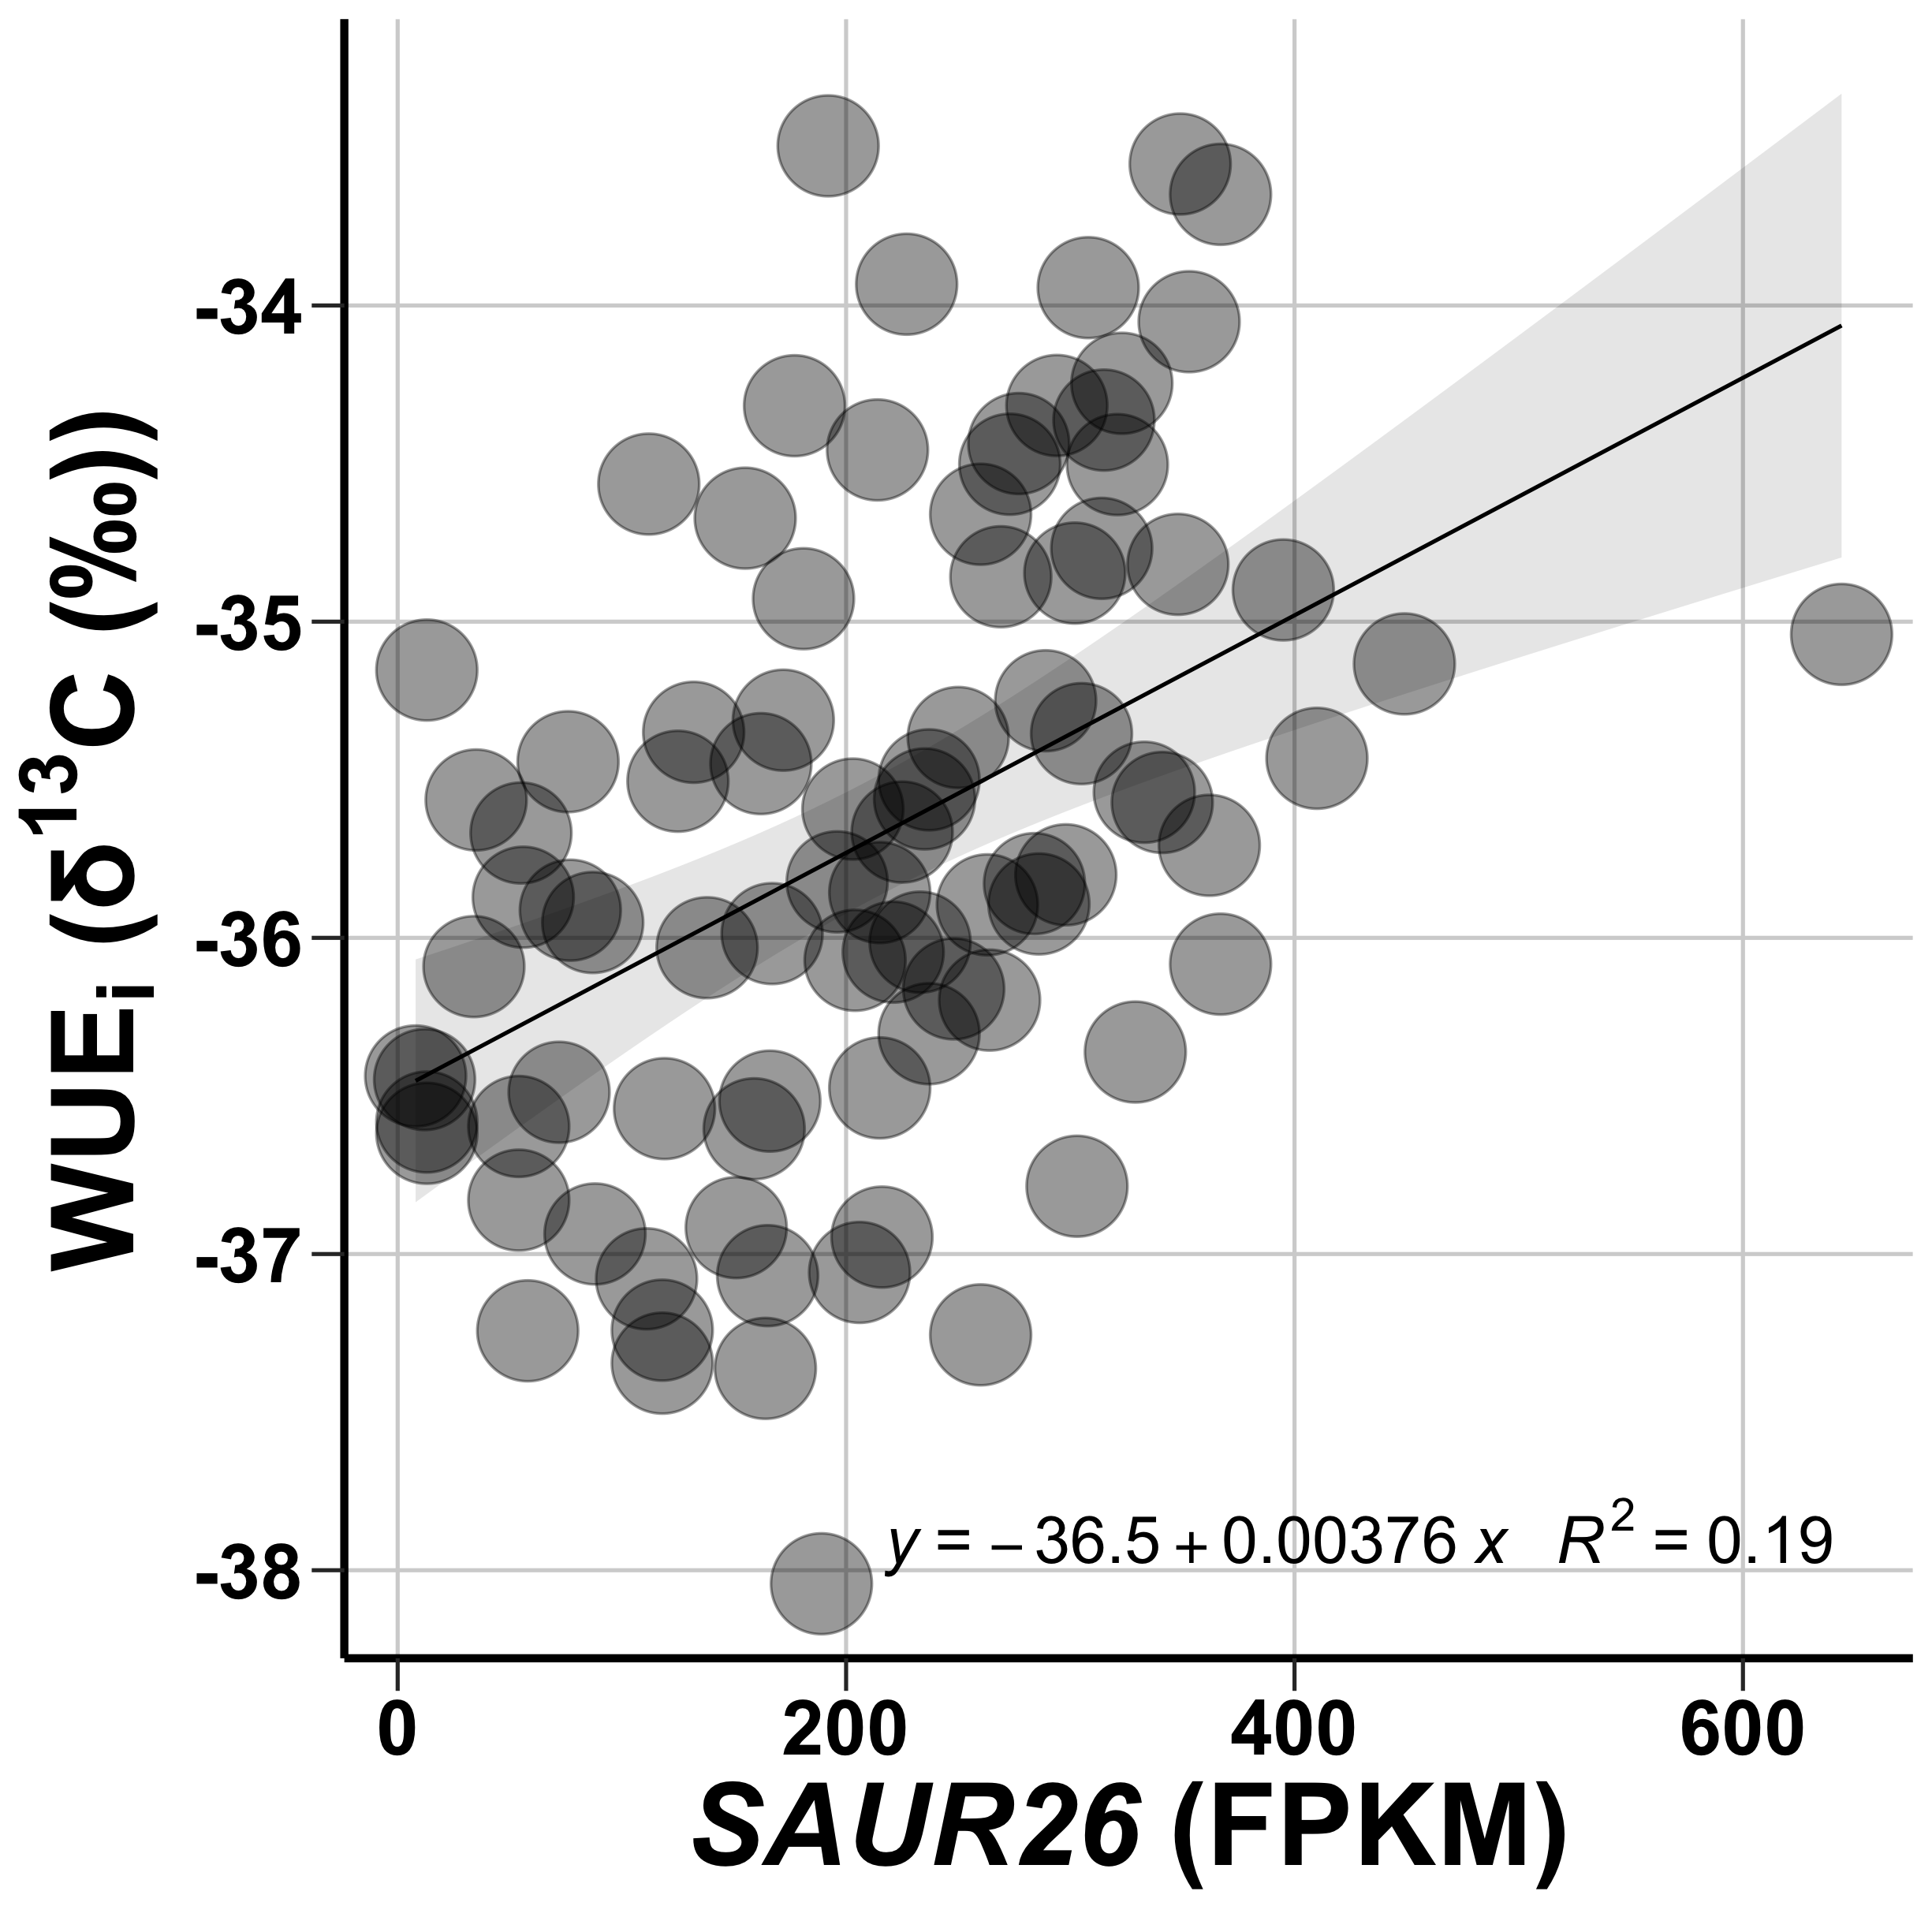 WUEi (δ13C (‰))
-34
-35
-36
-37
-38
y = − 36.5 + 0.00376 x R2 = 0.19
0 200 400 600
SAUR26 (FPKM)